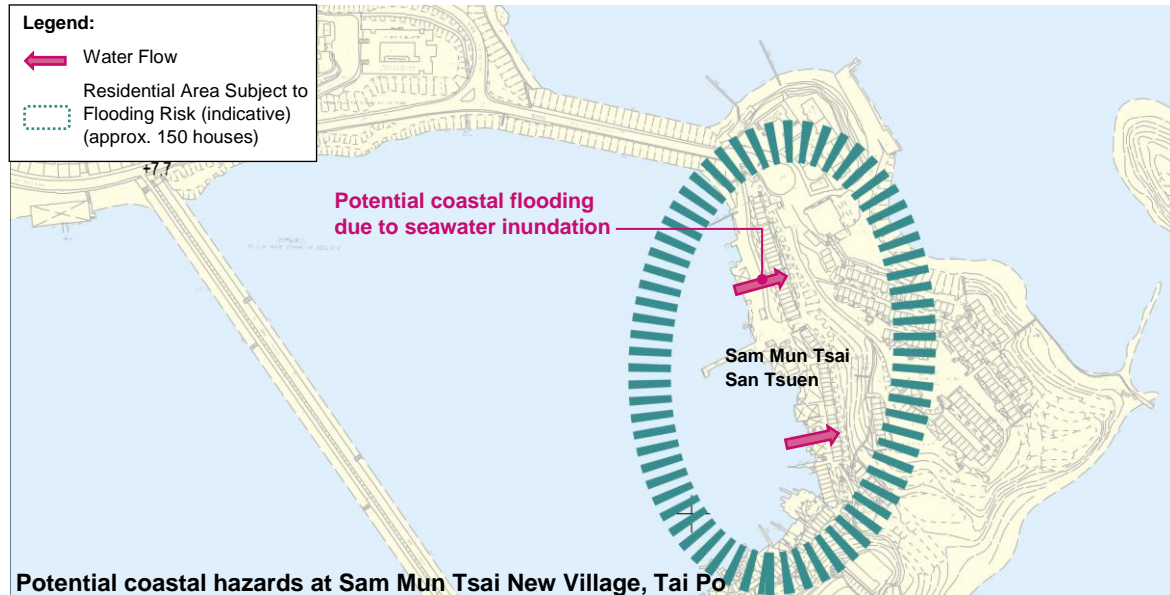 Legend:
Water Flow
Residential Area Subject to
Flooding Risk (indicative)
(approx. 150 houses)
+7.7
Potential coastal flooding
due to seawater inundation
Sam Mun Tsai
San Tsuen
Potential coastal hazards at Sam Mun Tsai New Village, Tai Po